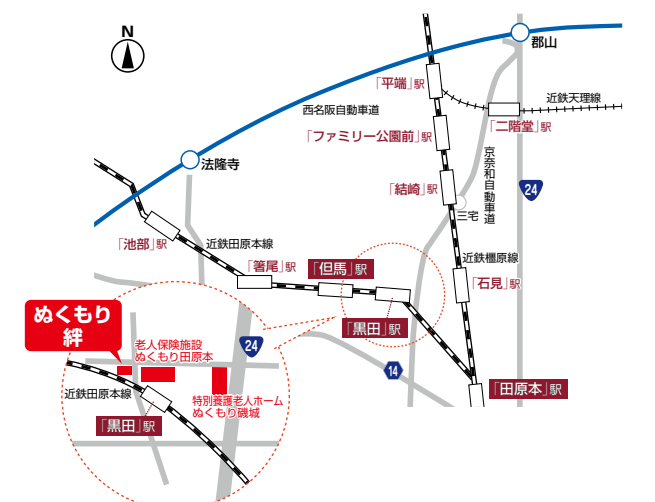 N
郡山
「平端」駅
近鉄天理線
西名阪自動車道
「二階堂」駅
「ファミリー公園前」駅
京奈和自動車道
法隆寺
「結崎」駅
24
三宅
「池部」駅
近鉄田原本線
近鉄橿原線
「箸尾」駅
「但馬」駅
「石見」駅
ぬくもり
絆
「黒田」駅
老人保険施設
ぬくもり田原本
24
14
近鉄田原本線
特別養護老人ホーム
ぬくもり磯城
「田原本」駅
「黒田」駅